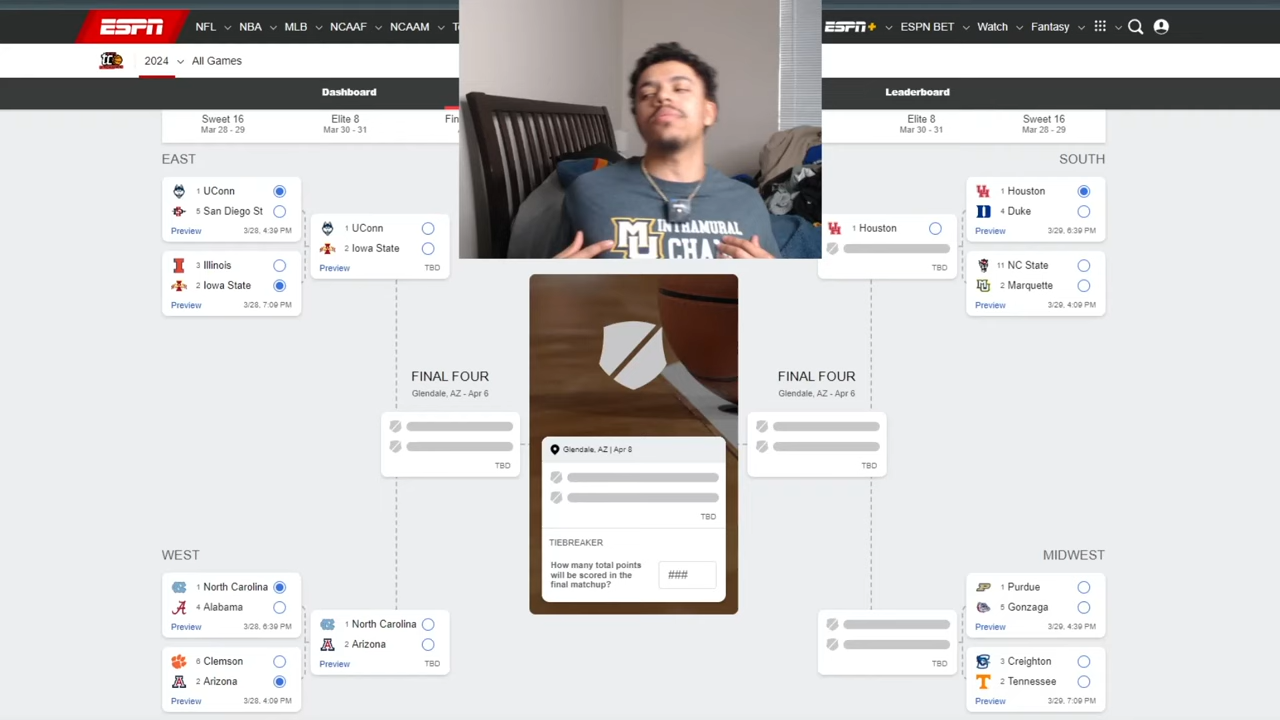 ESPN
NFL NBA MLB NCAAF NCAAM
ESPN+ ESPN BET Watch Fantasy
2024 All Games
Dashboard
Leaderboard
Sweet 16
Mar 28 - 29
Elite 8
Mar 30 - 31
Elite 8
Mar 30 - 31
Sweet 16
Mar 28 - 29
EAST
1 UConn
5 San Diego St
Preview 3/28, 4:39 PM
3 Illinois
2 Iowa State
Preview 3/28, 7:09 PM
1 UConn
2 Iowa State
Preview TBD
MU INTRAMURAL
SOUTH
1 Houston
TBD
1 Houston
4 Duke
Preview 3/29, 6:39 PM
11 NC State
2 Marquette
Preview 3/29, 4:09 PM
FINAL FOUR
Glendale, AZ - Apr 6
TBD
Glendale, AZ | Apr 8
TBD
TIEBREAKER
How many total points
will be scored in the
final matchup?
###
FINAL FOUR
Glendale, AZ - Apr 6
TBD
WEST
1 North Carolina
4 Alabama
Preview 3/28, 6:39 PM
6 Clemson
2 Arizona
Preview 3/28, 4:09 PM
1 North Carolina
2 Arizona
Preview TBD
MIDWEST
TBD
1 Purdue
5 Gonzaga
Preview 3/29, 4:39 PM
3 Creighton
2 Tennessee
Preview 3/29, 7:09 PM